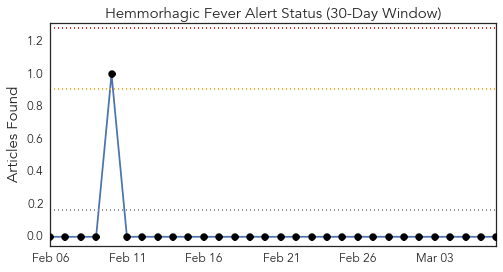 Hemmorhagic Fever Alert Status (30-Day Window)
Articles Found
1.2
1.0
0.8
0.6
0.4
0.2
0.0
Feb 06 Feb 11 Feb 16 Feb 21 Feb 26 Mar 03